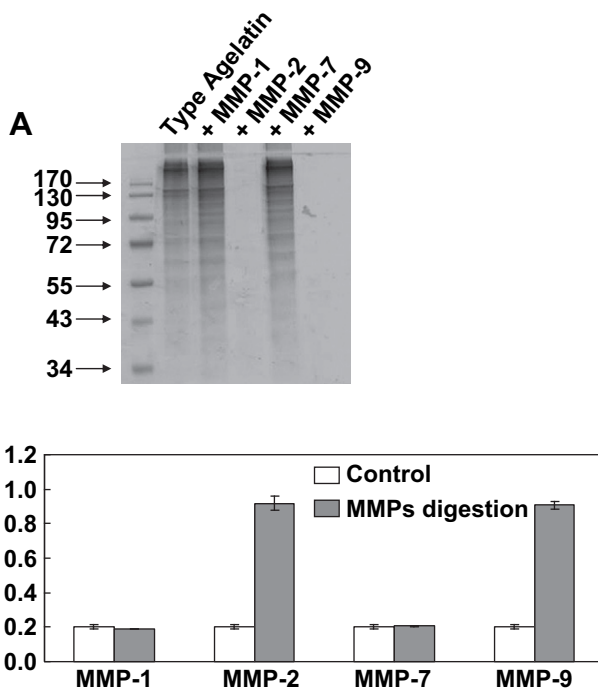 A
Type Agelatin
+ MMP-1
+ MMP-2
+ MMP-7
+ MMP-9
170
130
95
72
55
43
34
1.2
1.0
0.8
0.6
0.4
0.2
0.0
Control
MMPs digestion
MMP-1 MMP-2 MMP-7 MMP-9